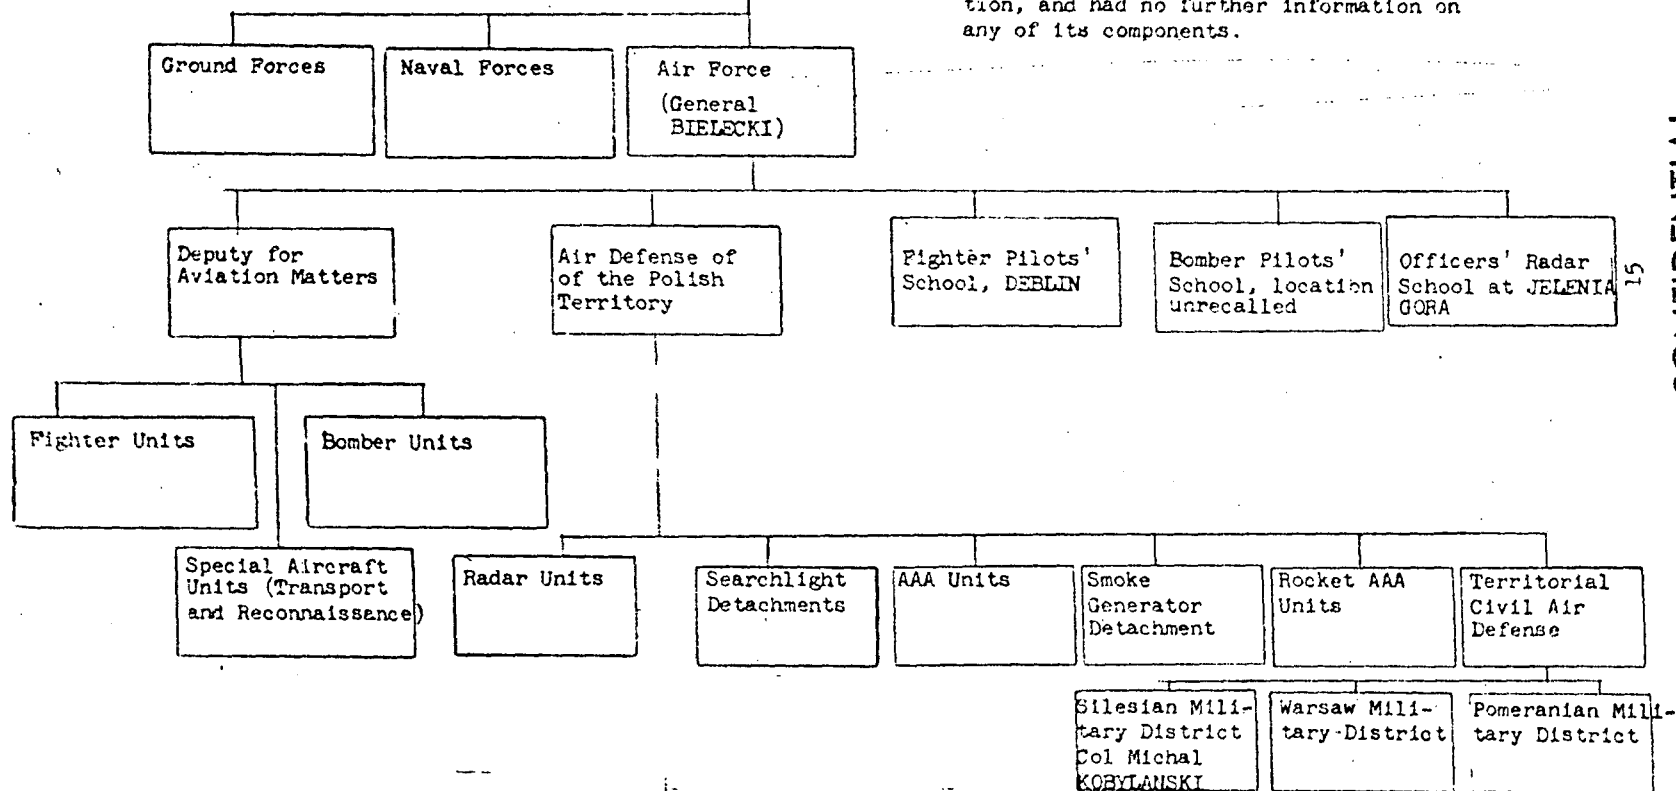 tion, and had no further information on
any of its components.
Ground Forces
Naval Forces
Air Force
(General
BIELECKI)
Deputy for
Aviation Matters
Air Defense of
of the Polish
Territory
Fighter Pilots'
School, DEBLIN
Bomber Pilots'
School, location
unrecalled
Officers' Radar
School at JELENIA
GORA
15
Fighter Units
Bomber Units
Special Aircraft
Units (Transport
and Reconnaissance)
Radar Units
Searchlight
Detachments
AAA Units
Smoke
Generator
Detachment
Rocket AAA
Units
Territorial
Civil Air
Defense
Silesian Mili-
tary District
Col Michal
KOBYLANSKI
Warsaw Mili-
tary District
Pomeranian Mili-
tary District